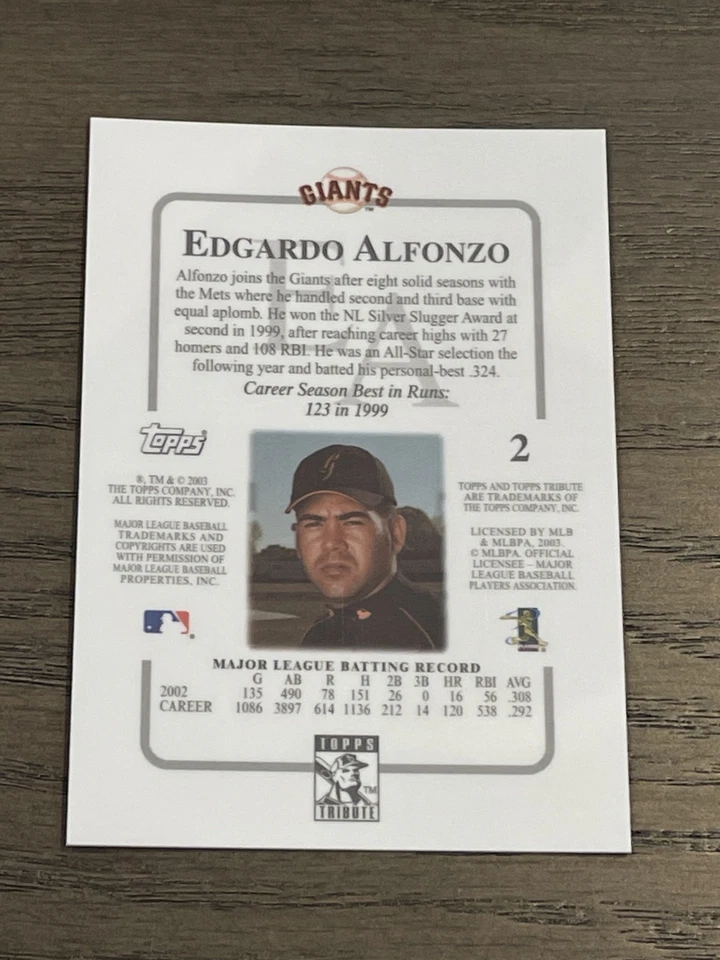 GIANTS
TM
EDGARDO ALFONZO
Alfonzo joins the Giants after eight solid seasons with
the Mets where he handled second and third base with
equal aplomb. He won the NL Silver Slugger Award at
second in 1999, after reaching career highs with 27
homers and 108 RBI. He was an All-Star selection the
following year and batted his personal-best .324.
Career Season Best in Runs:
123 in 1999
EA
Topps
®, TM & © 2003
THE TOPPS COMPANY, INC.
ALL RIGHTS RESERVED.
MAJOR LEAGUE BASEBALL
TRADEMARKS AND
COPYRIGHTS ARE USED
WITH PERMISSION OF
MAJOR LEAGUE BASEBALL
PROPERTIES, INC.
2
TOPPS AND TOPPS TRIBUTE
ARE TRADEMARKS OF
THE TOPPS COMPANY, INC.
LICENSED BY MLB
& MLBPA, 2003.
© MLBPA. OFFICIAL
LICENSEE – MAJOR
LEAGUE BASEBALL
PLAYERS ASSOCIATION.
MAJOR LEAGUE BATTING RECORD
G AB R H 2B 3B HR RBI AVG
2002 135 490 78 151 26 0 16 56 .308
CAREER 1086 3897 614 1136 212 14 120 538 .292
TOPPS
TM
TRIBUTE